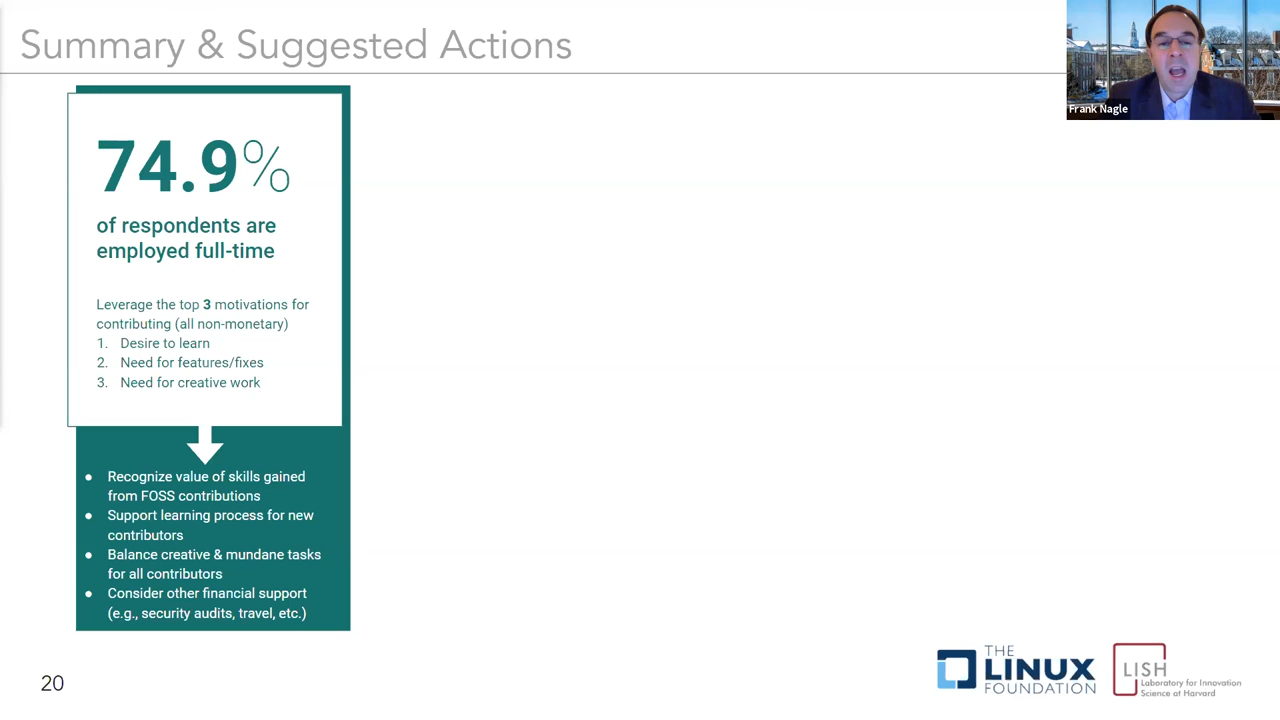 Summary & Suggested Actions
Frank Nagle
74.9%
of respondents are
employed full-time
Leverage the top 3 motivations for
contributing (all non-monetary)
1. Desire to learn
2. Need for features/fixes
3. Need for creative work
● Recognize value of skills gained
from FOSS contributions
● Support learning process for new
contributors
● Balance creative & mundane tasks
for all contributors
● Consider other financial support
(e.g., security audits, travel, etc.)
20
THE
LINUX
FOUNDATION
LISH
Laboratory for Innovation
Science at Harvard